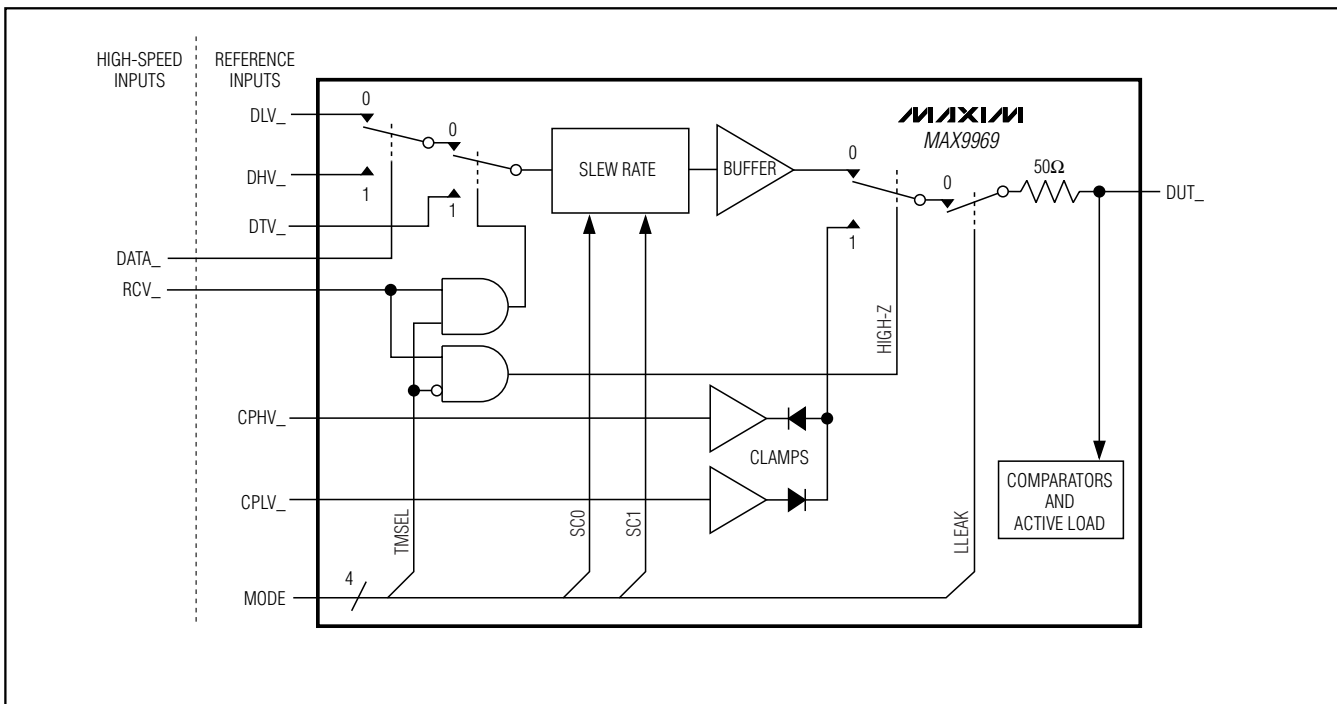 HIGH-SPEED
INPUTS
REFERENCE
INPUTS
DLV_
0
0
DHV_
1
1
DTV_
DATA_
RCV_
SLEW RATE
BUFFER
0
1
MAXIM
MAX9969
0
50Ω
DUT_
HIGH-Z
CPHV_
CLAMPS
CPLV_
TMSEL
SC0
SC1
LLEAK
COMPARATORS
AND
ACTIVE LOAD
MODE
4